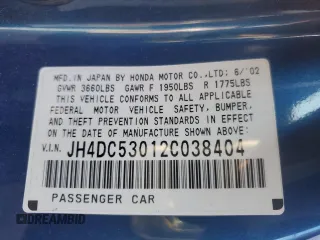 MFD. IN JAPAN BY HONDA MOTOR CO.,LTD; 6/'02
GVWR 3660LBS GAWR F 1950LBS R 1775LBS
THIS VEHICLE CONFORMS TO ALL APPLICABLE
FEDERAL MOTOR VEHICLE SAFETY, BUMPER,
AND THEFT PREVENTION STANDARDS IN EFFECT
ON THE DATE OF MANUFACTURE SHOWN ABOVE.
V.I.N. JH4DC53012C038404
PASSENGER CAR
DREAMBID